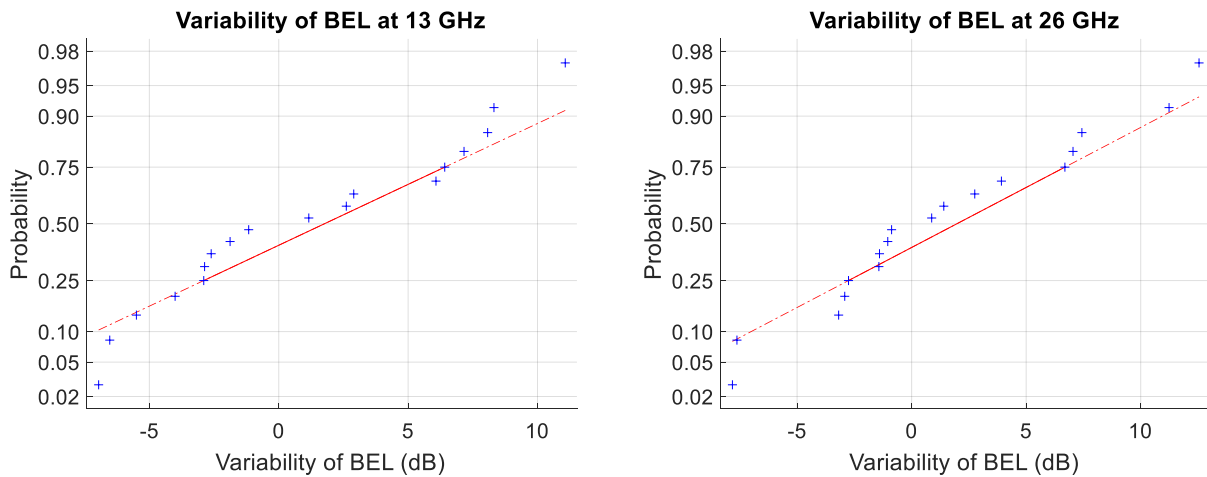 Variability of BEL at 13 GHz
0.98
0.95
0.90
0.75
0.50
0.25
0.10
0.05
0.02
Probability
-5 0 5 10
Variability of BEL (dB)
Variability of BEL at 26 GHz
0.98
0.95
0.90
0.75
0.50
0.25
0.10
0.05
0.02
Probability
-5 0 5 10
Variability of BEL (dB)